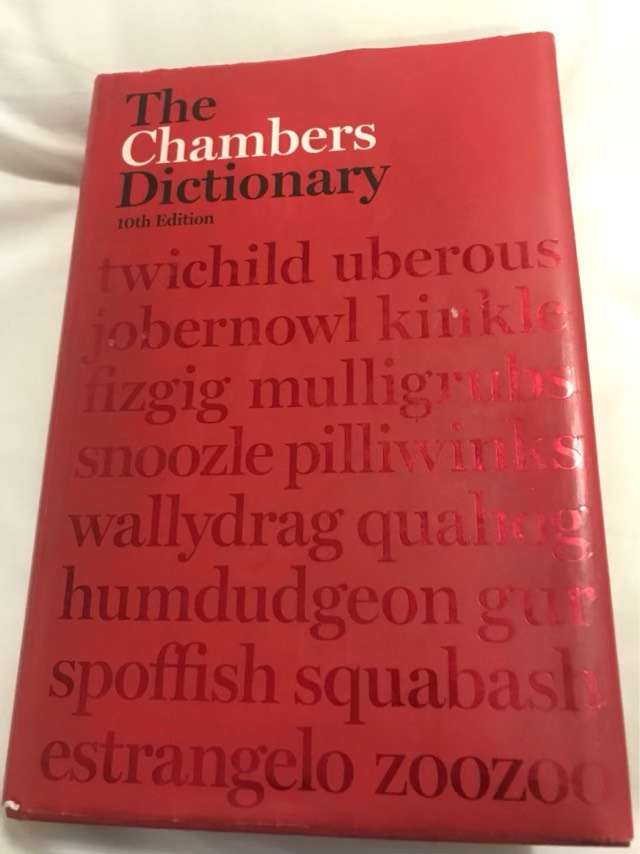 The
Chambers
Dictionary
10th Edition
twichild uberous
jobernowl kinkle
fizgig mulligrubs
snoozle pilliwinks
wallydrag quahog
humdudgeon gur
spoffish squabash
estrangelo zoozoo